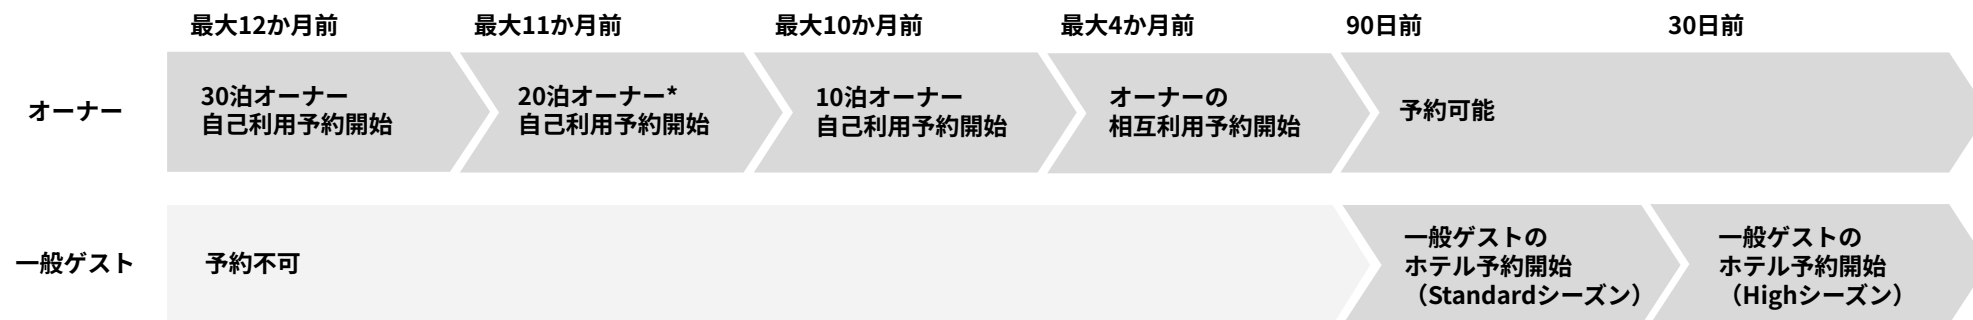 最大12か月前
最大11か月前
最大10か月前
最大4か月前
90日前
30日前
オーナー
30泊オーナー
自己利用予約開始
20泊オーナー*
自己利用予約開始
10泊オーナー
自己利用予約開始
オーナーの
相互利用予約開始
予約可能
一般ゲスト
予約不可
一般ゲストの
ホテル予約開始
（Standardシーズン）
一般ゲストの
ホテル予約開始
（Highシーズン）